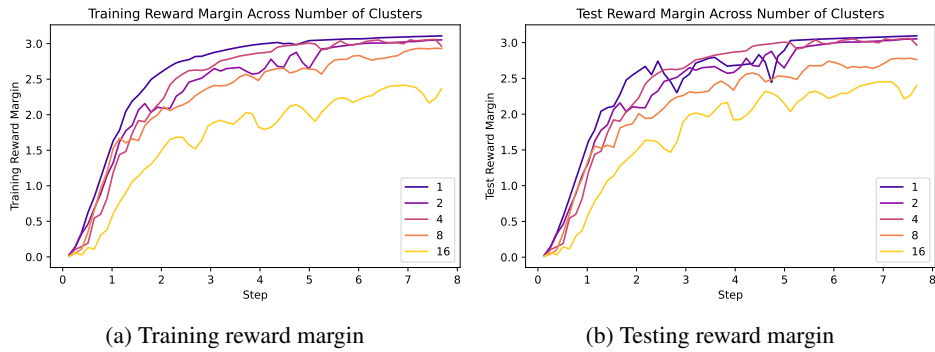 Training Reward Margin Across Number of Clusters
Training Reward Margin
3.0
2.5
2.0
1.5
1.0
0.5
0.0
0 1 2 3 4 5 6 7 8
Step
1
2
4
8
16
(a) Training reward margin
Test Reward Margin Across Number of Clusters
Test Reward Margin
3.0
2.5
2.0
1.5
1.0
0.5
0.0
0 1 2 3 4 5 6 7 8
Step
1
2
4
8
16
(b) Testing reward margin